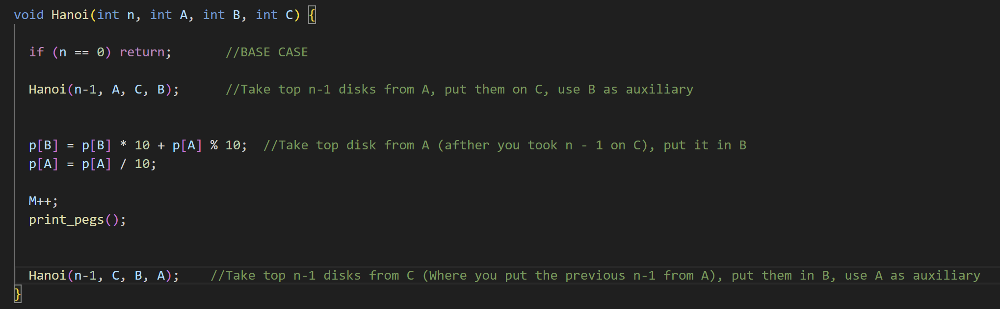 void Hanoi(int n, int A, int B, int C) {
if (n == 0) return; //BASE CASE
Hanoi(n-1, A, C, B); //Take top n-1 disks from A, put them on C, use B as auxiliary
p[B] = p[B] * 10 + p[A] % 10; //Take top disk from A (afther you took n - 1 on C), put it in B
p[A] = p[A] / 10;
M++;
print_pegs();
Hanoi(n-1, C, B, A); //Take top n-1 disks from C (Where you put the previous n-1 from A), put them in B, use A as auxiliary
}